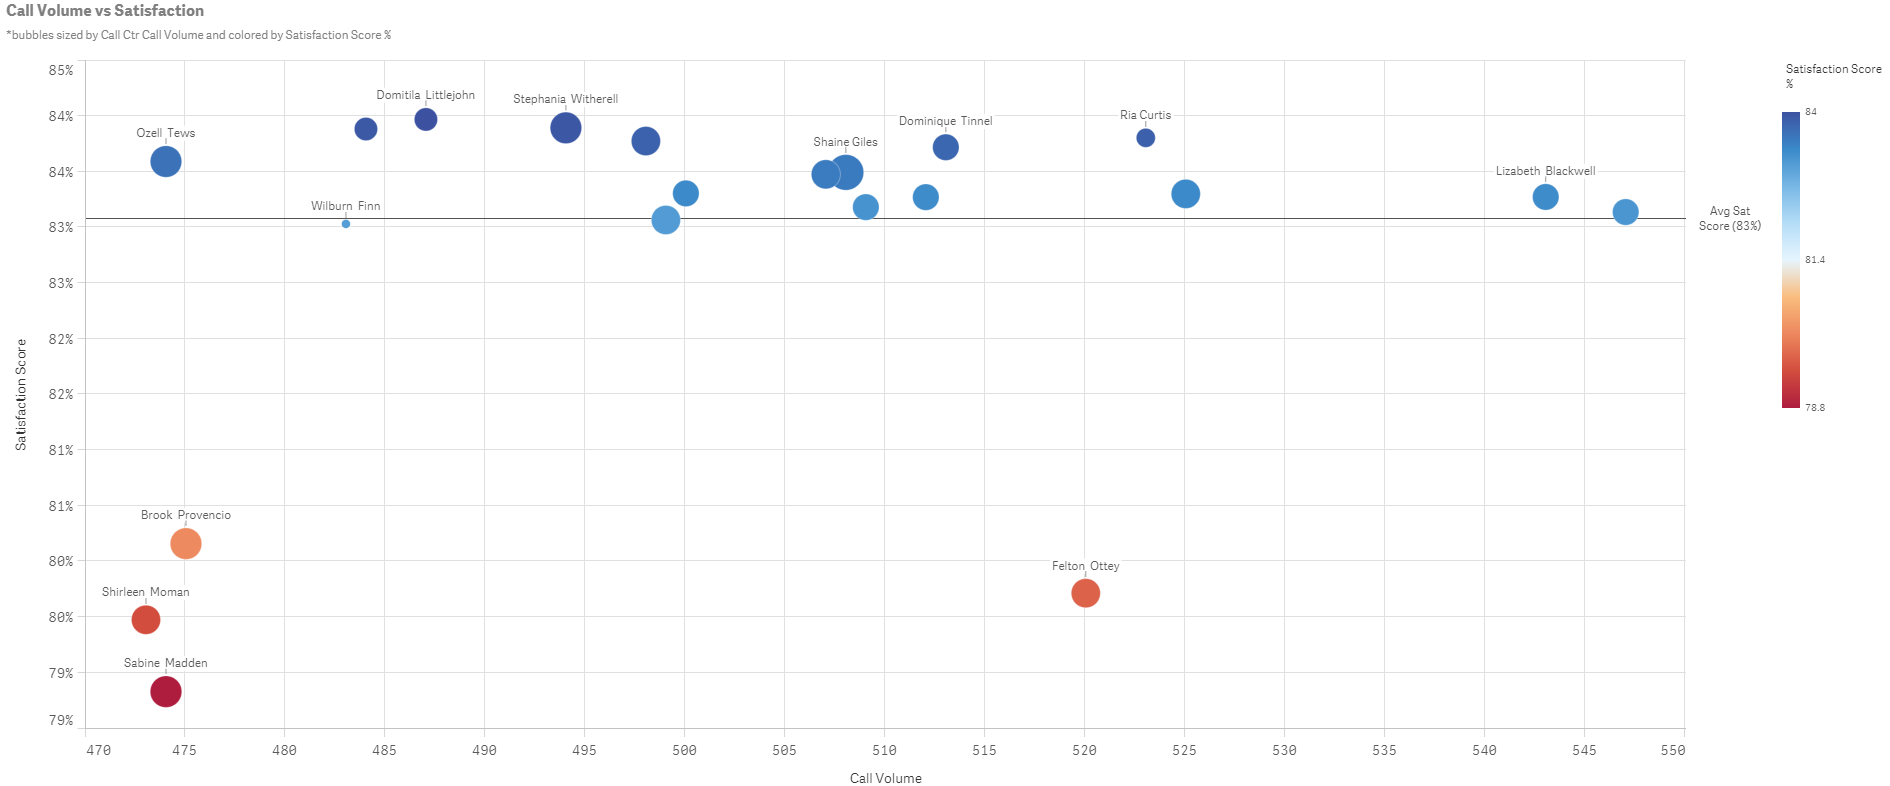 Call Volume vs Satisfaction
*bubbles sized by Call Ctr Call Volume and colored by Satisfaction Score %
85%
84%
84%
83%
83%
82%
82%
81%
81%
80%
80%
79%
79%
Satisfaction Score
Domitila Littlejohn
Stephania Witherell
Ria Curtis
Dominique Tinnel
Ozell Tews
Shaine Giles
Lizabeth Blackwell
Wilburn Finn
Avg Sat
Score (83%)
Brook Provencio
Felton Ottey
Shirleen Moman
Sabine Madden
470 475 480 485 490 495 500 505 510 515 520 525 530 535 540 545 550
Call Volume
Satisfaction Score
%
84
81.4
78.8